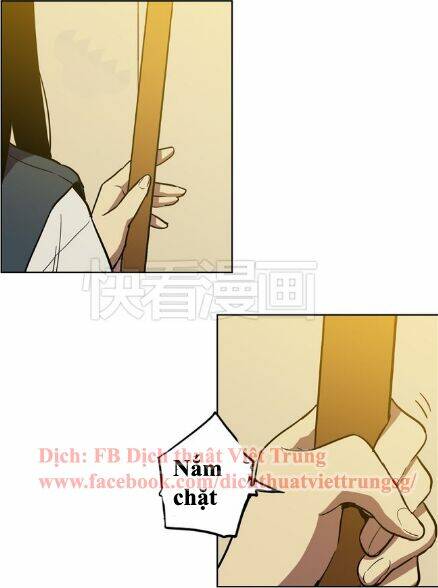 快看漫画
Dịch: FB Dịch thuật Việt Trung
www.facebook.com/dichthuatviettrungsg/
Nắm
chặt